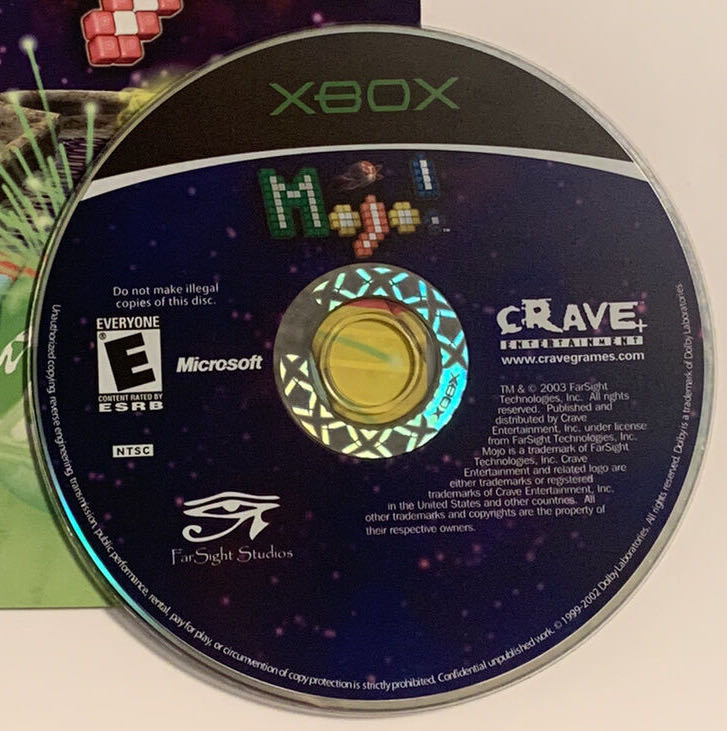 XBOX
Mojo! ™
Do not make illegal
copies of this disc.
EVERYONE
E
®
CONTENT RATED BY
ESRB
Microsoft
NTSC
XBOX
CRAVE
ENTERTAINMENT
www.cravegrames.com
TM & © 2003 FarSight
Technologies, Inc. All rights
reserved. Published and
distributed by Crave
Entertainment, Inc. under license
from FarSight Technologies, Inc.
Mojo is a trademark of FarSight
Technologies, Inc. Crave
Entertainment and related logo are
either trademarks or registered
trademarks of Crave Entertainment, Inc.
in the United States and other countries. All
other trademarks and copyrights are the property of
their respective owners.
FarSight Studios
Unauthorized copying, reverse engineering, transmission, public performance, rental, pay for play, or circumvention of copy protection is strictly prohibited. Confidential unpublished work. © 1999-2002 Dolby Laboratories. All rights reserved. Dolby is a trademark of Dolby Laboratories.